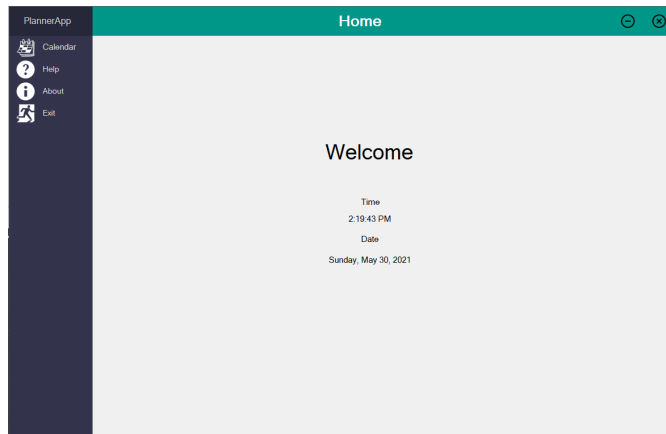 PlannerApp
Home
Calendar
Help
About
Exit
Welcome
Time
2:19:43 PM
Date
Sunday, May 30, 2021